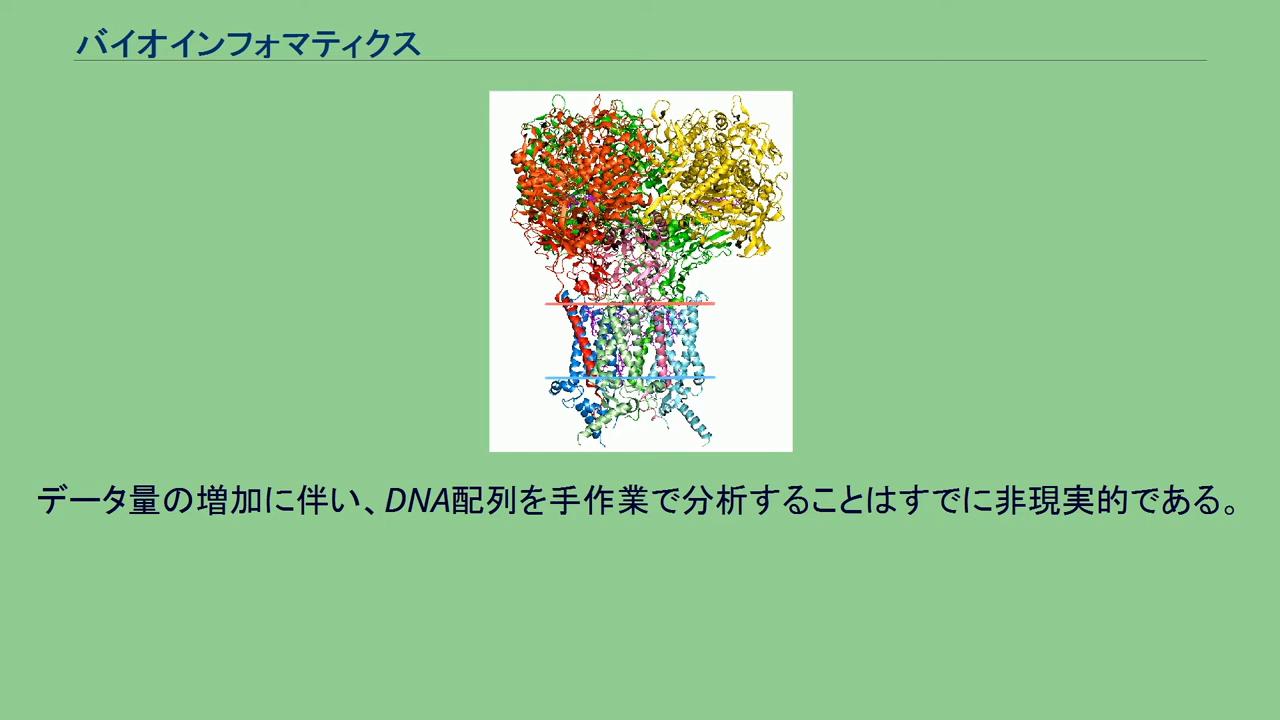 バイオインフォマティクス
データ量の増加に伴い、DNA配列を手作業で分析することはすでに非現実的である。